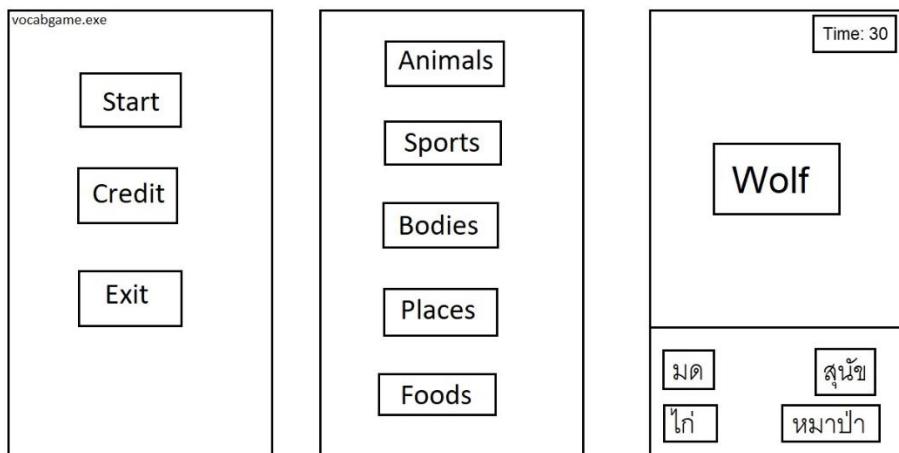 vocabgame.exe
Start
Credit
Exit
Animals
Sports
Bodies
Places
Foods
Time: 30
Wolf
มด
สุนัข
ไก่
หมาป่า